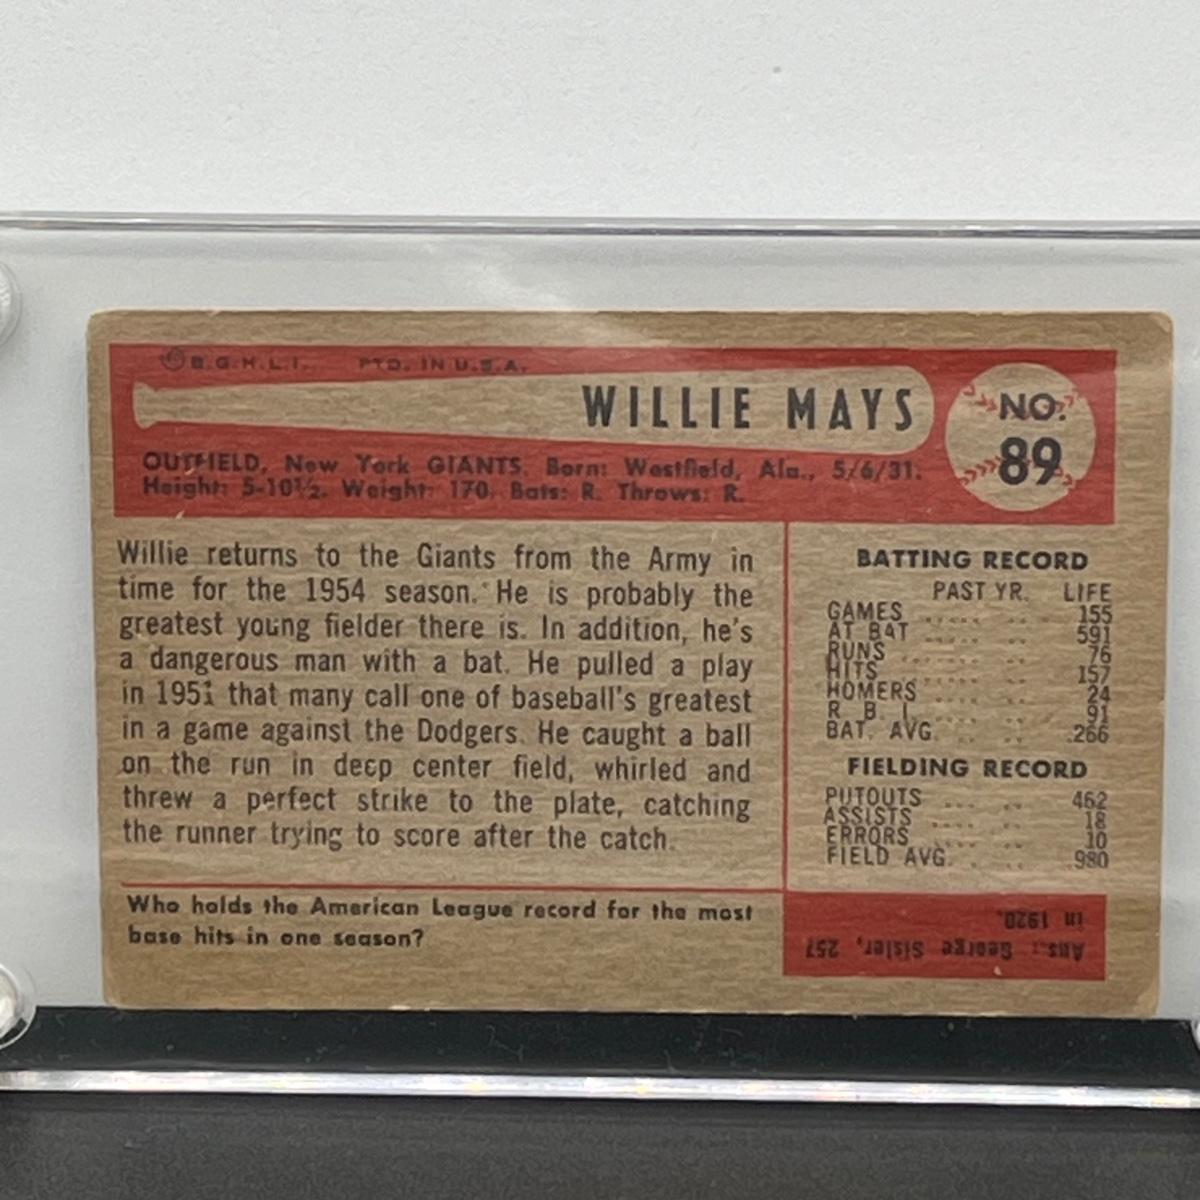 © B.G.H.L.I. PTD. IN U.S.A.
WILLIE MAYS
NO.
89
OUTFIELD, New York GIANTS. Born: Westfield, Ala., 5/6/31.
Height: 5-10½. Weight: 170. Bats: R. Throws: R.
Willie returns to the Giants from the Army in
time for the 1954 season. He is probably the
greatest young fielder there is. In addition, he's
a dangerous man with a bat. He pulled a play
in 1951 that many call one of baseball's greatest
in a game against the Dodgers. He caught a ball
on the run in deep center field, whirled and
threw a perfect strike to the plate, catching
the runner trying to score after the catch.
BATTING RECORD
PAST YR. LIFE
GAMES ..... .. 155
AT BAT ..... .. 591
RUNS ...... .. 76
HITS ...... .. 157
HOMERS .... .. 24
R. B. I. .... .. 91
BAT. AVG. .. .. .266
FIELDING RECORD
PUTOUTS ... .. 462
ASSISTS .... .. 18
ERRORS .... .. 10
FIELD AVG. .. .. .980
Who holds the American League record for the most
base hits in one season?
Ans.: George Sisler, 257
in 1920.